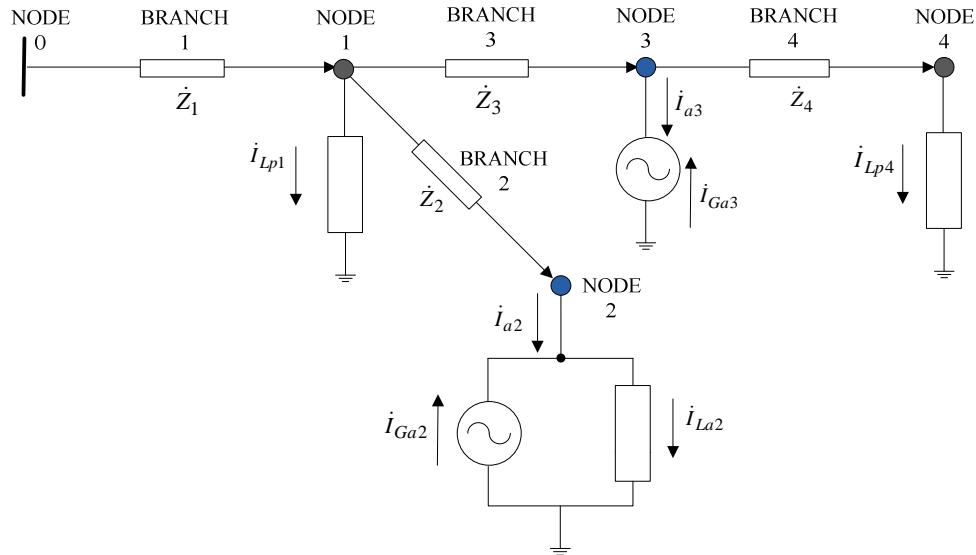 NODE
0
BRANCH
1
NODE
1
BRANCH
3
NODE
3
BRANCH
4
NODE
4
Ż₁
Ż₃
Ż₄
İ_{a3}
İ_{Lp1}
BRANCH
2
Ż₂
İ_{Ga3}
İ_{Lp4}
NODE
2
İ_{a2}
İ_{Ga2}
İ_{La2}